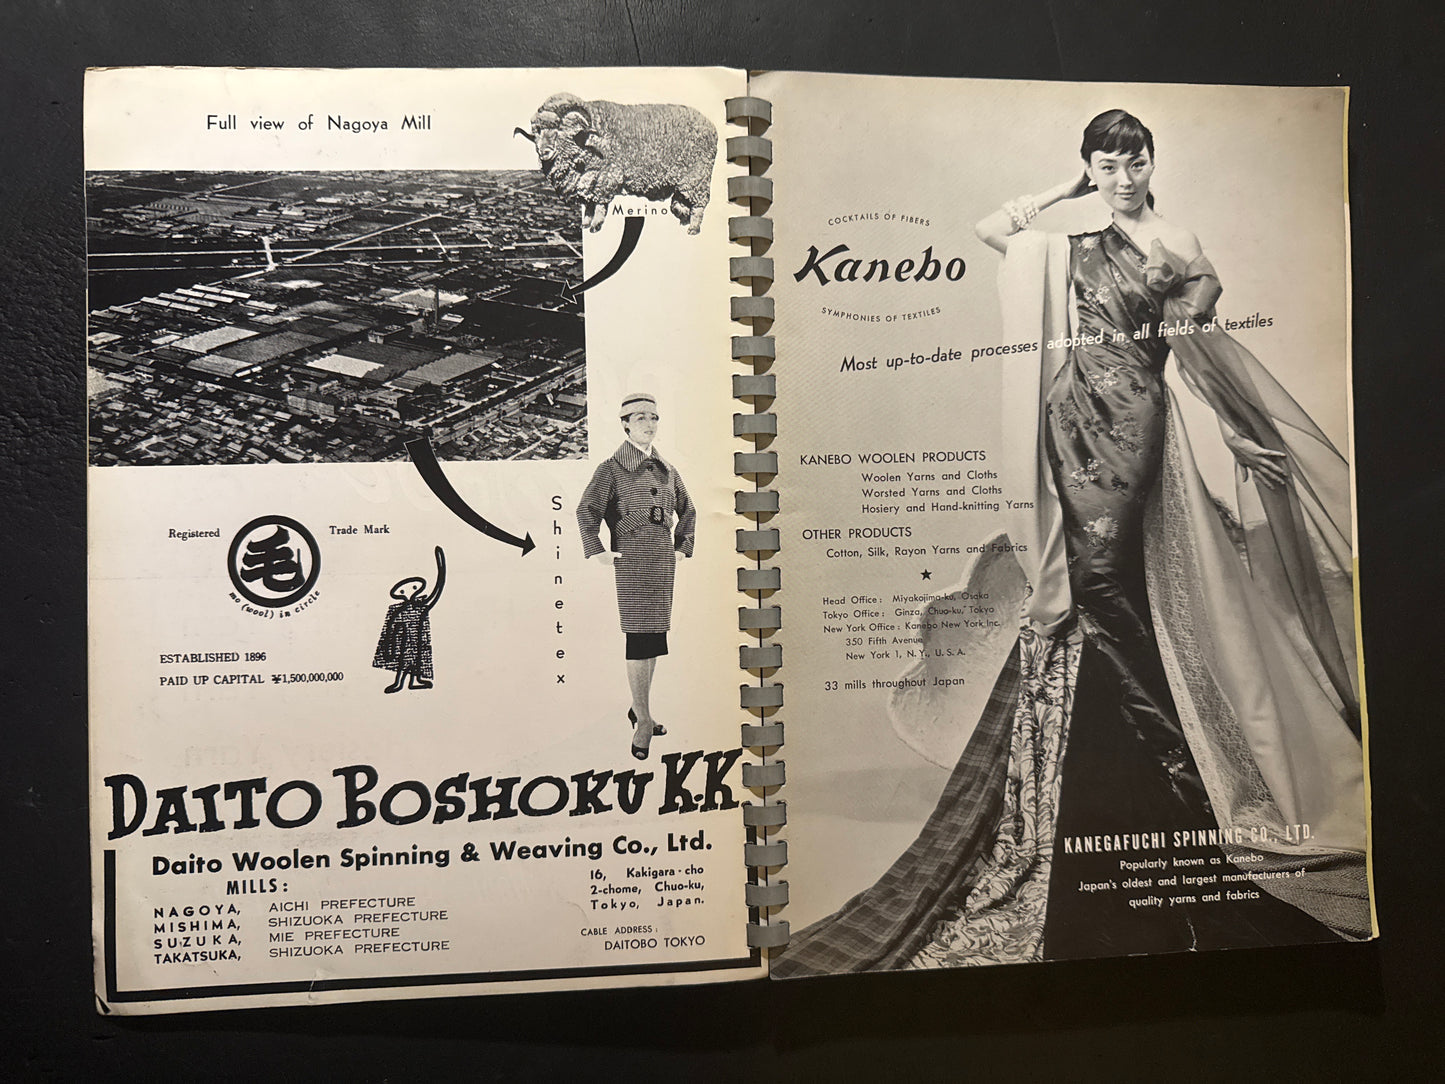 Full view of Nagoya Mill
Merino
Registered
Trade Mark
毛
mo (wool) in circle
Shinetex
ESTABLISHED 1896
PAID UP CAPITAL ¥1,500,000,000
DAITO BOSHOKU K.K
Daito Woolen Spinning & Weaving Co., Ltd.
MILLS:
NAGOYA, AICHI PREFECTURE
MISHIMA, SHIZUOKA PREFECTURE
SUZUKA, MIE PREFECTURE
TAKATSUKA, SHIZUOKA PREFECTURE
16, Kakigara-cho
2-chome, Chuo-ku,
Tokyo, Japan.
CABLE ADDRESS:
DAITOBO TOKYO
COCKTAILS OF FIBERS
Kanebo
SYMPHONIES OF TEXTILES
Most up-to-date processes adopted in all fields of textiles
KANEBO WOOLEN PRODUCTS
Woolen Yarns and Cloths
Worsted Yarns and Cloths
Hosiery and Hand-knitting Yarns
OTHER PRODUCTS
Cotton, Silk, Rayon Yarns and Fabrics
★
Head Office: Miyakojima-ku, Osaka
Tokyo Office: Ginza, Chuo-ku, Tokyo
New York Office: Kanebo New York Inc.
350 Fifth Avenue
New York 1, N. Y., U. S. A.
33 mills throughout Japan
KANEGAFUCHI SPINNING CO., LTD.
Popularly known as Kanebo
Japan's oldest and largest manufacturers of
quality yarns and fabrics